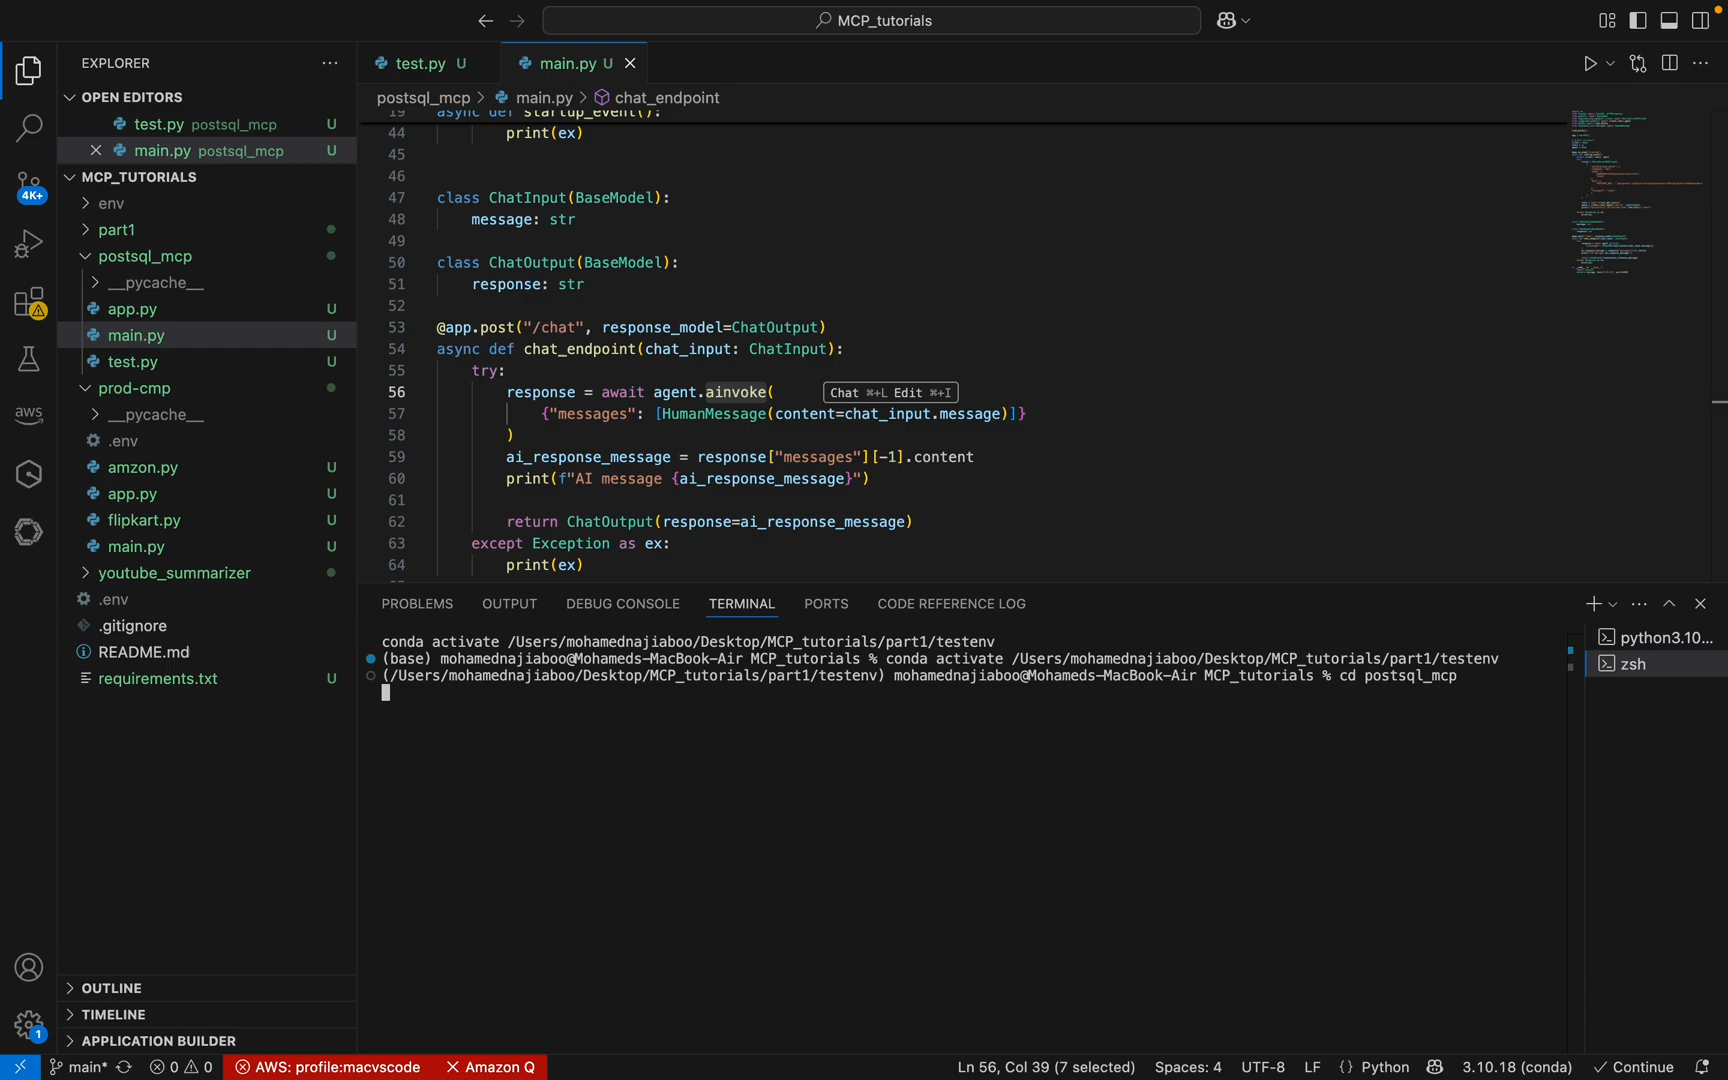 MCP_tutorials
EXPLORER
OPEN EDITORS
test.py postsql_mcp U
main.py postsql_mcp U
MCP_TUTORIALS
env
part1
postsql_mcp
__pycache__
app.py U
main.py U
test.py U
prod-cmp
__pycache__
.env
amzon.py U
app.py U
flipkart.py U
main.py U
youtube_summarizer
.env
.gitignore
README.md
requirements.txt U
OUTLINE
TIMELINE
APPLICATION BUILDER
4K+
aws
1
test.py U
main.py U
postsql_mcp > main.py > chat_endpoint
19 async def startup_event():
44 print(ex)
45
46
47 class ChatInput(BaseModel):
48 message: str
49
50 class ChatOutput(BaseModel):
51 response: str
52
53 @app.post("/chat", response_model=ChatOutput)
54 async def chat_endpoint(chat_input: ChatInput):
55 try:
56 response = await agent.ainvoke( Chat ⌘+L Edit ⌘+I
57 {"messages": [HumanMessage(content=chat_input.message)]}
58 )
59 ai_response_message = response["messages"][-1].content
60 print(f"AI message {ai_response_message}")
61
62 return ChatOutput(response=ai_response_message)
63 except Exception as ex:
64 print(ex)
PROBLEMS OUTPUT DEBUG CONSOLE TERMINAL PORTS CODE REFERENCE LOG
conda activate /Users/mohamednajiaboo/Desktop/MCP_tutorials/part1/testenv
(base) mohamednajiaboo@Mohameds-MacBook-Air MCP_tutorials % conda activate /Users/mohamednajiaboo/Desktop/MCP_tutorials/part1/testenv
(/Users/mohamednajiaboo/Desktop/MCP_tutorials/part1/testenv) mohamednajiaboo@Mohameds-MacBook-Air MCP_tutorials % cd postsql_mcp
python3.10...
zsh
main* 0 0 AWS: profile:macvscode Amazon Q Ln 56, Col 39 (7 selected) Spaces: 4 UTF-8 LF {} Python 3.10.18 (conda) Continue